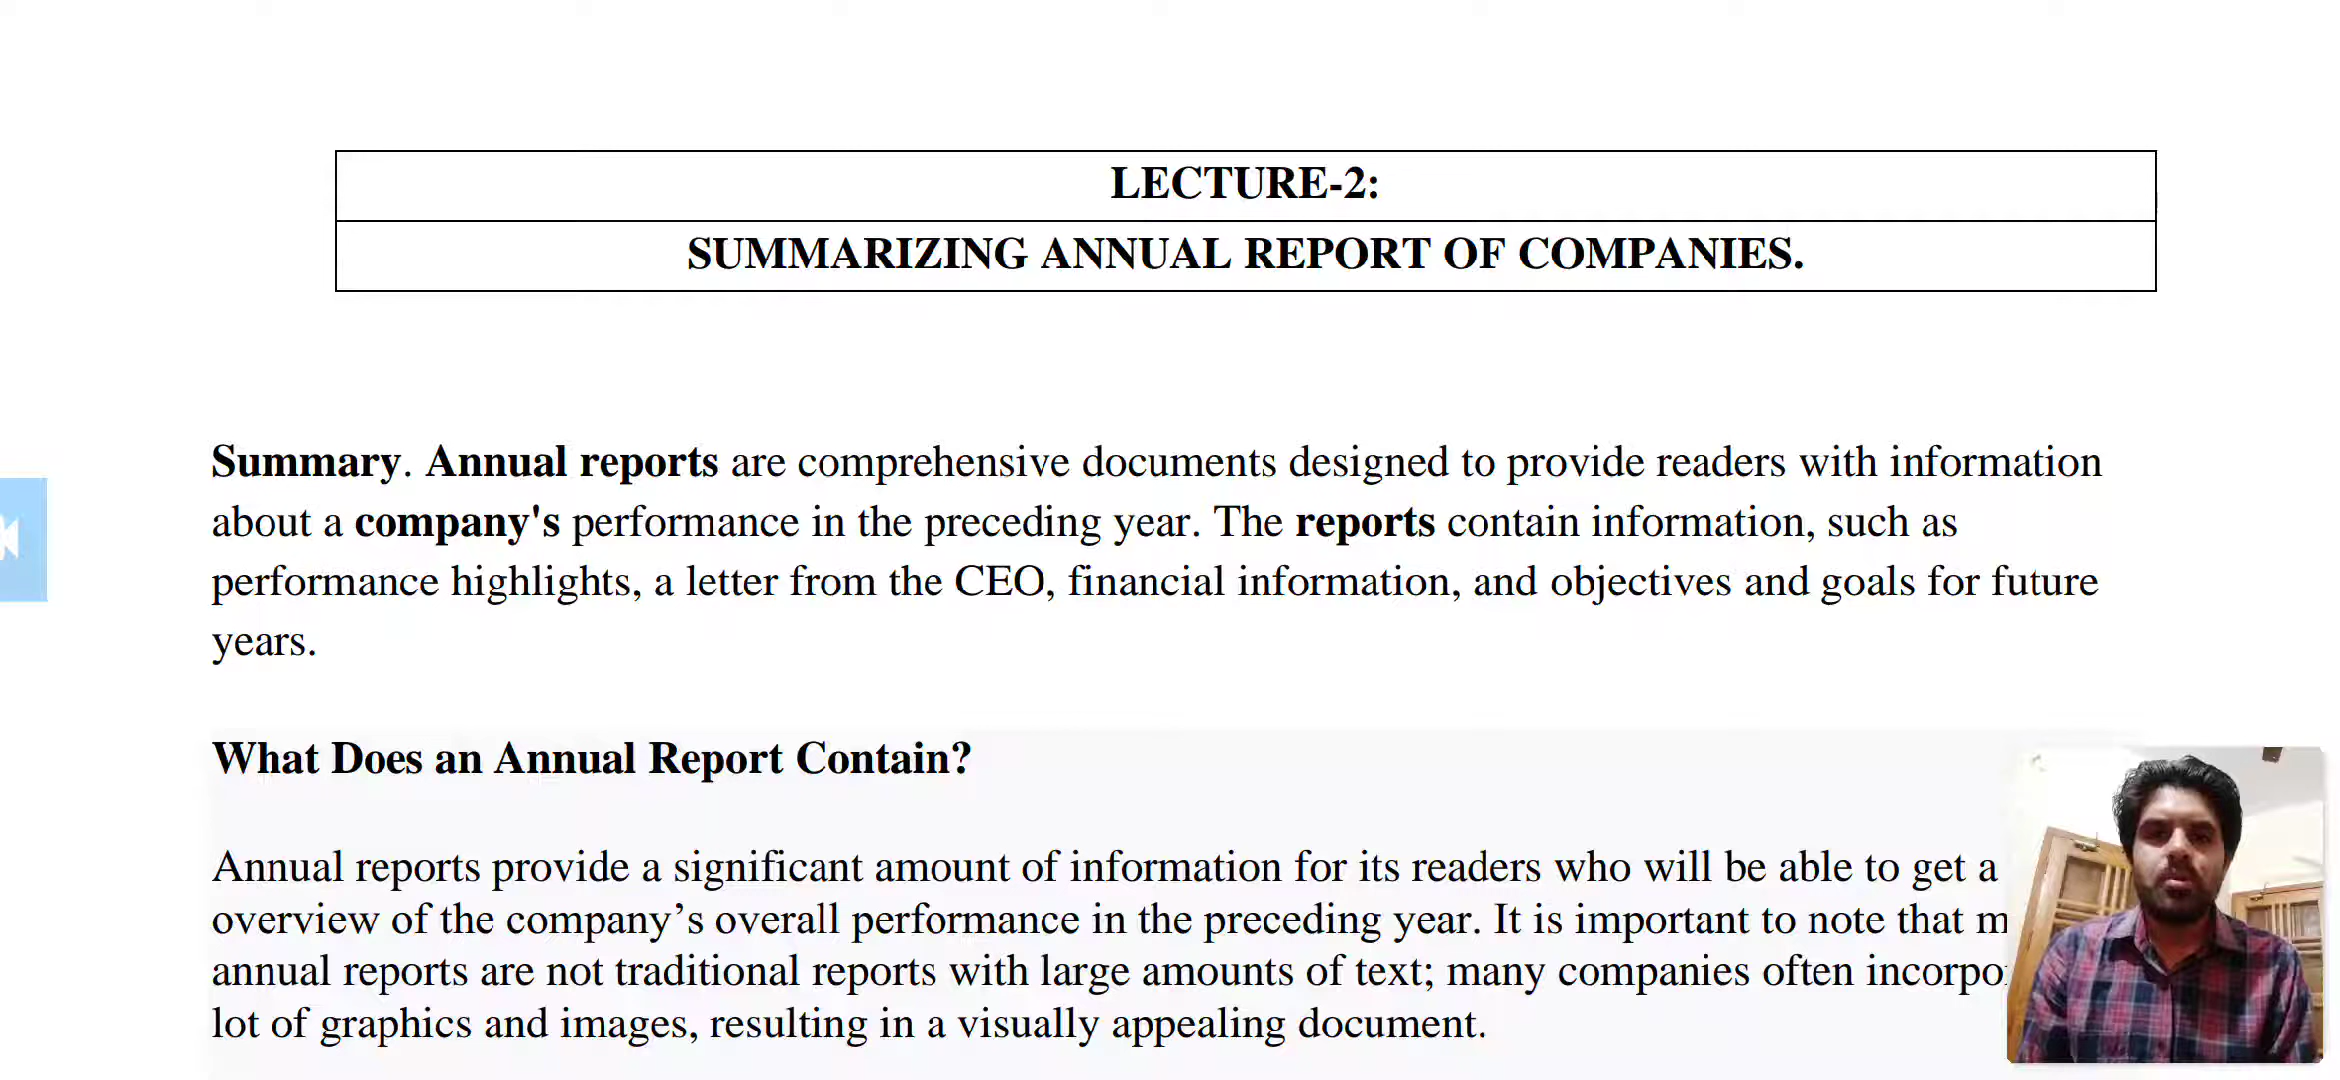 LECTURE-2:
SUMMARIZING ANNUAL REPORT OF COMPANIES.
Summary. Annual reports are comprehensive documents designed to provide readers with information
about a company's performance in the preceding year. The reports contain information, such as
performance highlights, a letter from the CEO, financial information, and objectives and goals for future
years.
What Does an Annual Report Contain?
Annual reports provide a significant amount of information for its readers who will be able to get a
overview of the company’s overall performance in the preceding year. It is important to note that
annual reports are not traditional reports with large amounts of text; many companies often
lot of graphics and images, resulting in a visually appealing document.